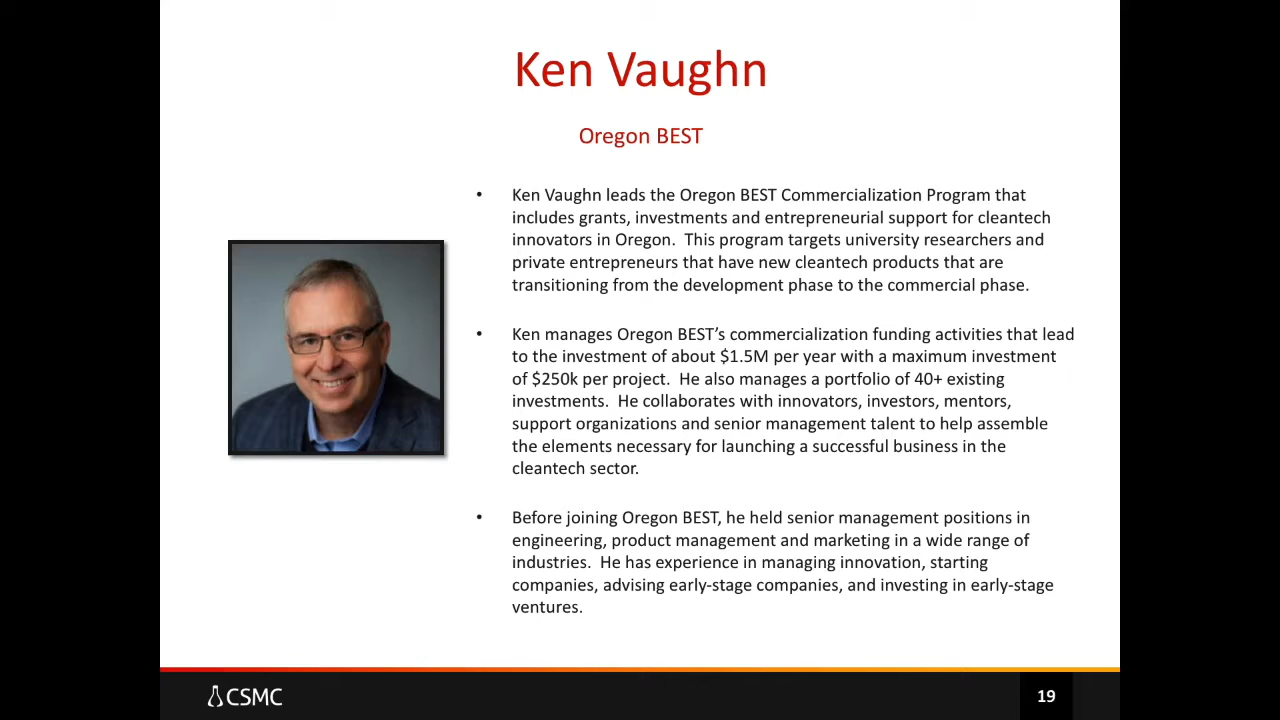 Ken Vaughn
Oregon BEST
• Ken Vaughn leads the Oregon BEST Commercialization Program that
includes grants, investments and entrepreneurial support for cleantech
innovators in Oregon.  This program targets university researchers and
private entrepreneurs that have new cleantech products that are
transitioning from the development phase to the commercial phase.
• Ken manages Oregon BEST’s commercialization funding activities that lead
to the investment of about $1.5M per year with a maximum investment
of $250k per project.  He also manages a portfolio of 40+ existing
investments.  He collaborates with innovators, investors, mentors,
support organizations and senior management talent to help assemble
the elements necessary for launching a successful business in the
cleantech sector.
• Before joining Oregon BEST, he held senior management positions in
engineering, product management and marketing in a wide range of
industries.  He has experience in managing innovation, starting
companies, advising early-stage companies, and investing in early-stage
ventures.
CSMC
19